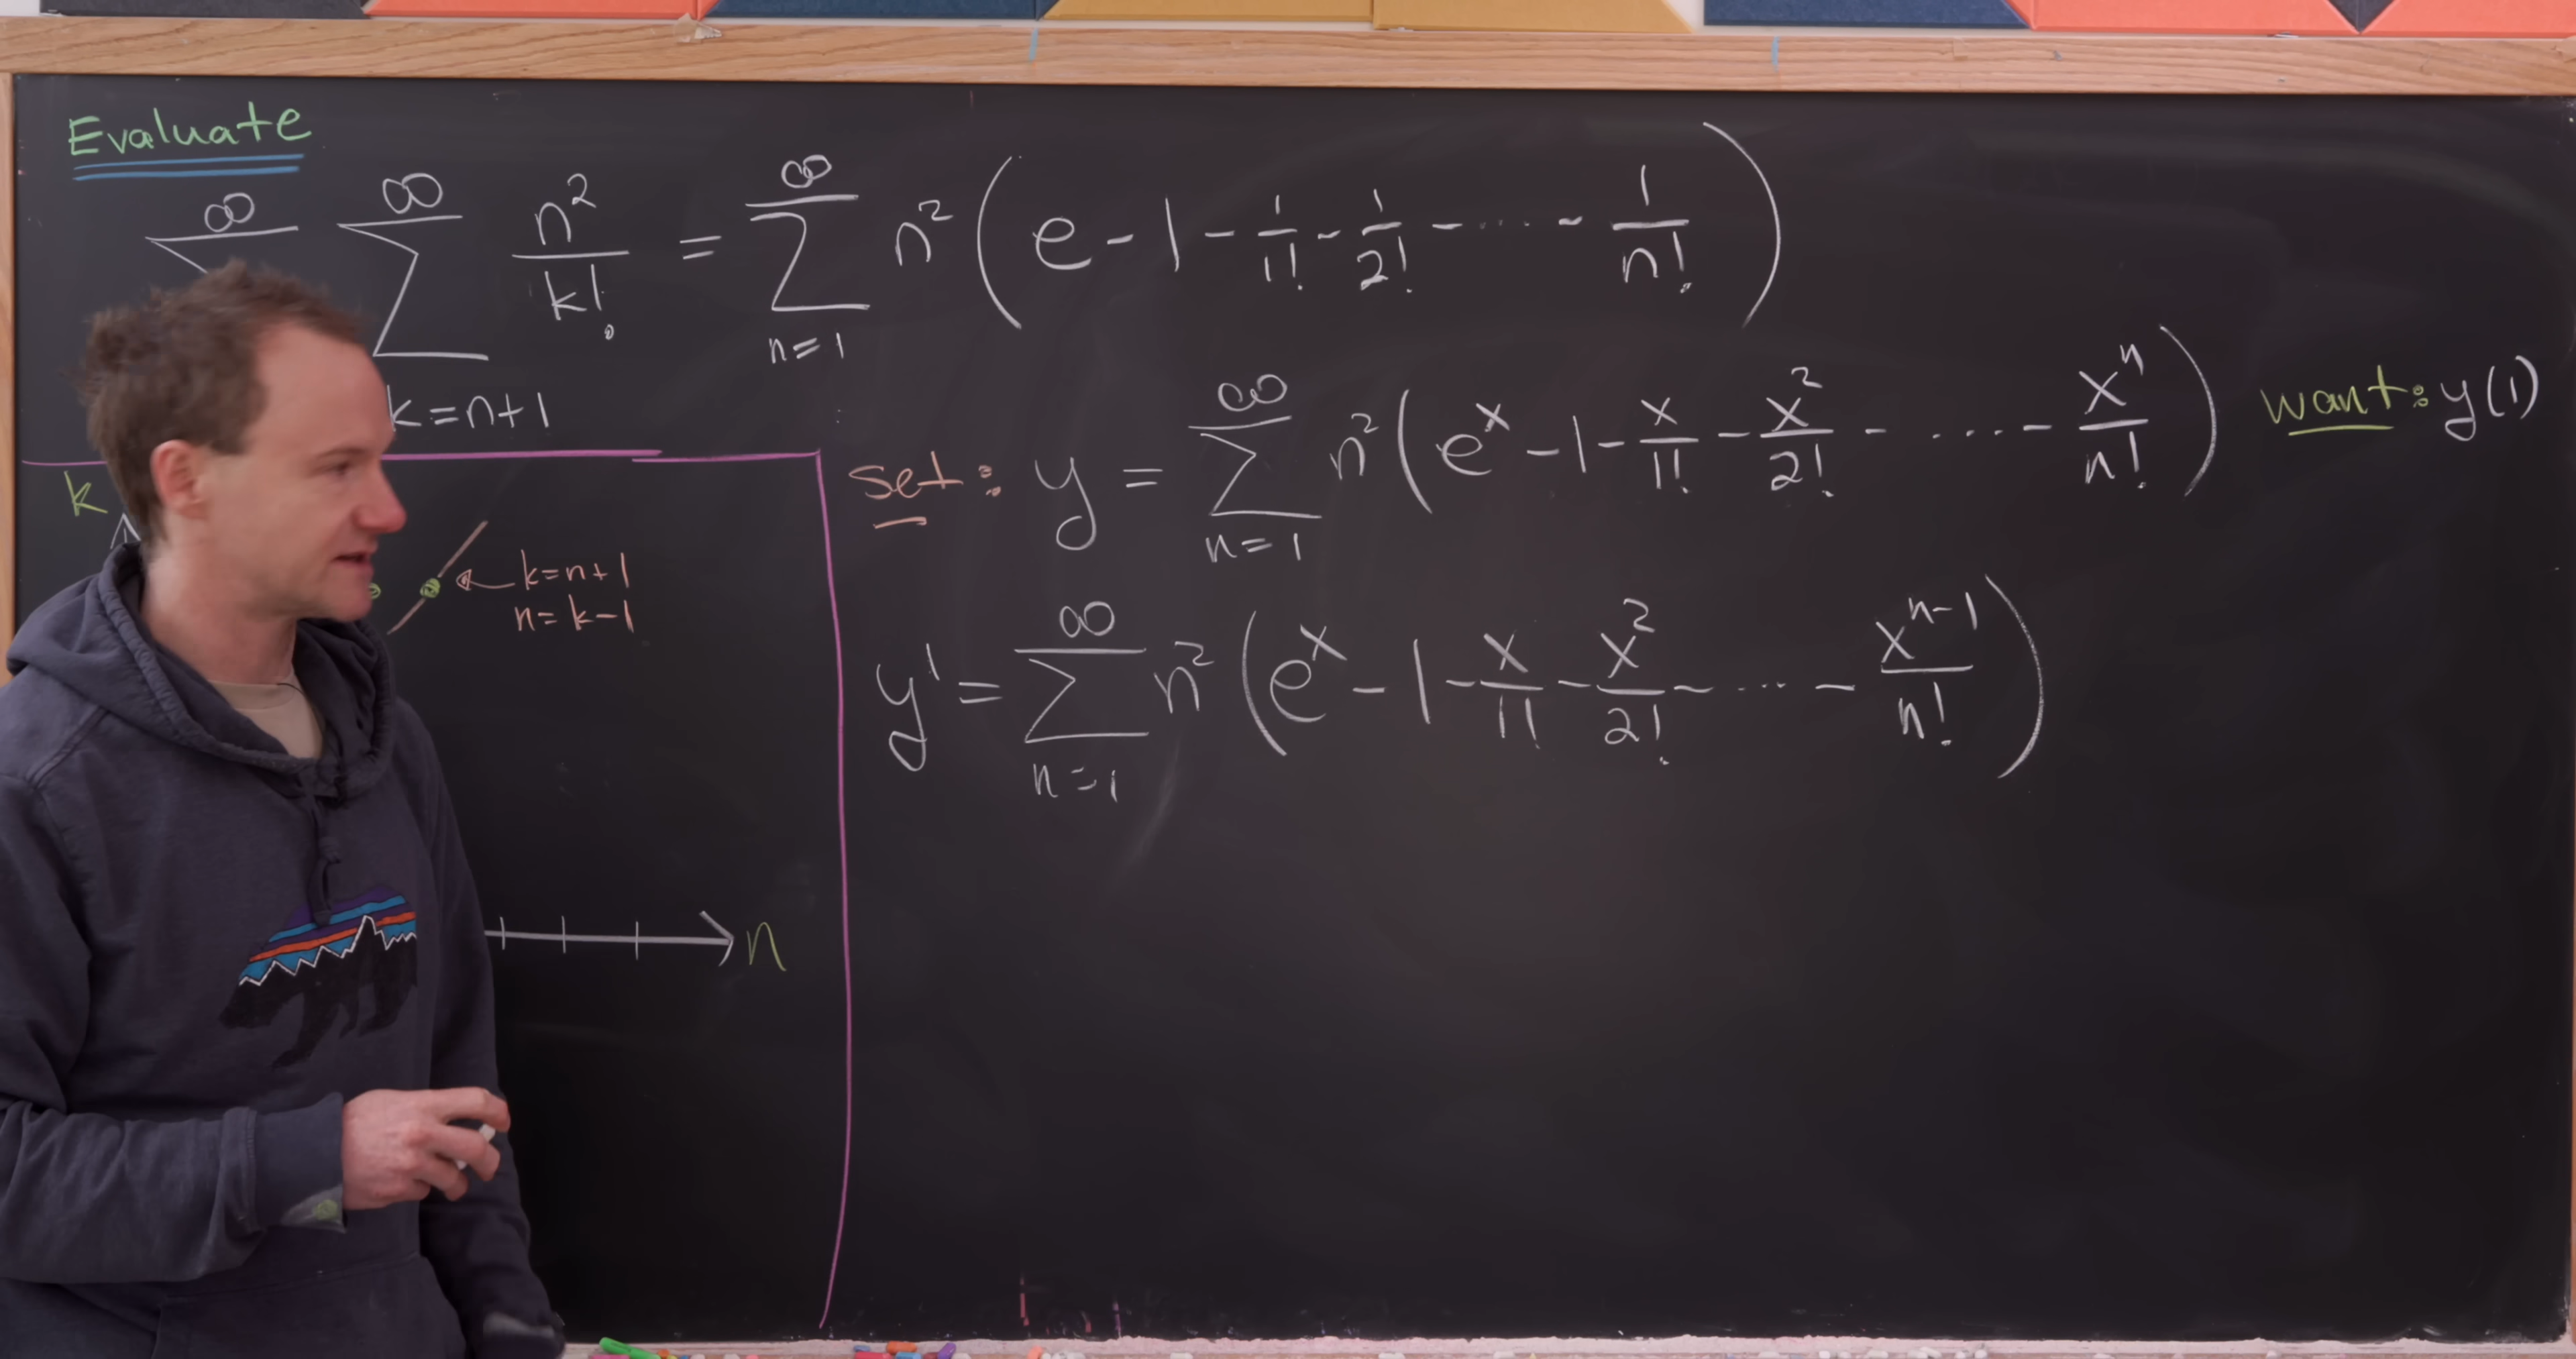 Evaluate
∞∑ ∞∑k=n+1 n²/k! = ∞∑n=1 n² (e - 1 - 1/1! - 1/2! - ···· - 1/n!)
set: y = ∞∑n=1 n² (eˣ - 1 - x/1! - x²/2! - ···· - xⁿ/n!) want: y(1)
y' = ∞∑n=1 n² (eˣ - 1 - x/1! - x²/2! - ··· - xⁿ⁻¹/n!)
k
k=n+1
n=k-1
n